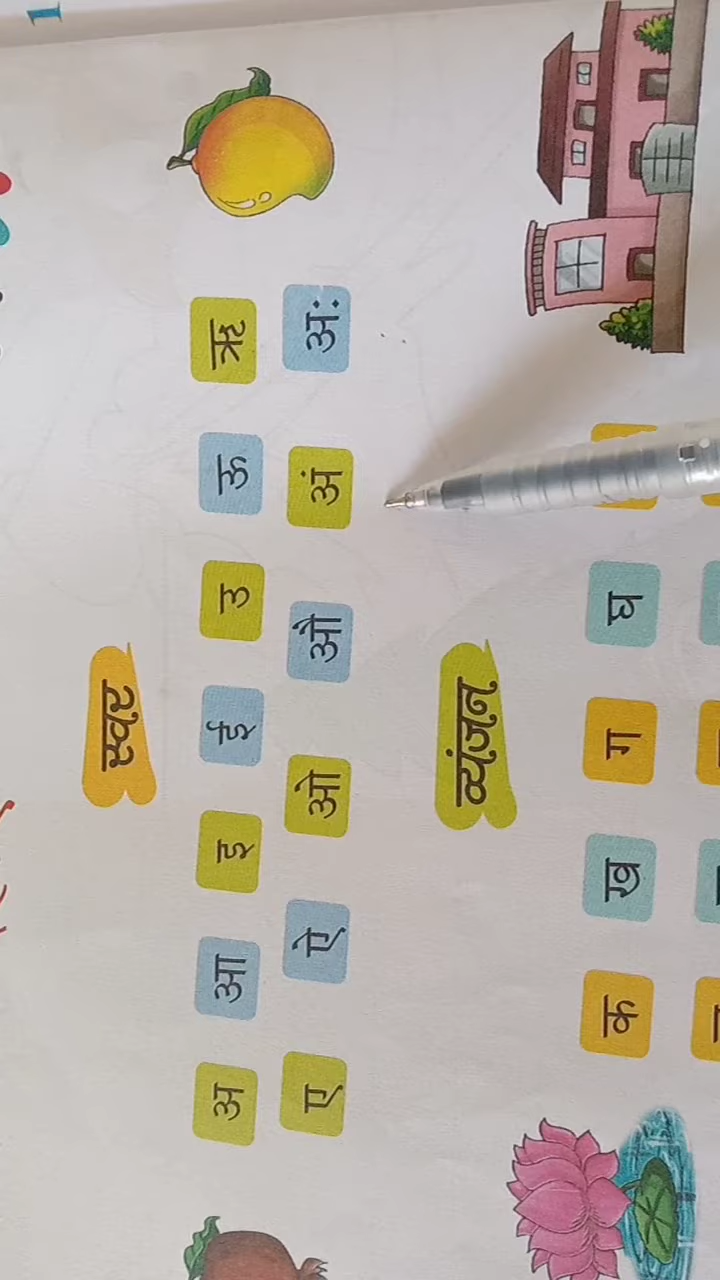 स्वर
अ आ इ ई उ ऊ ऋ
ए ऐ ओ औ अं अः
व्यंजन
क ख ग घ